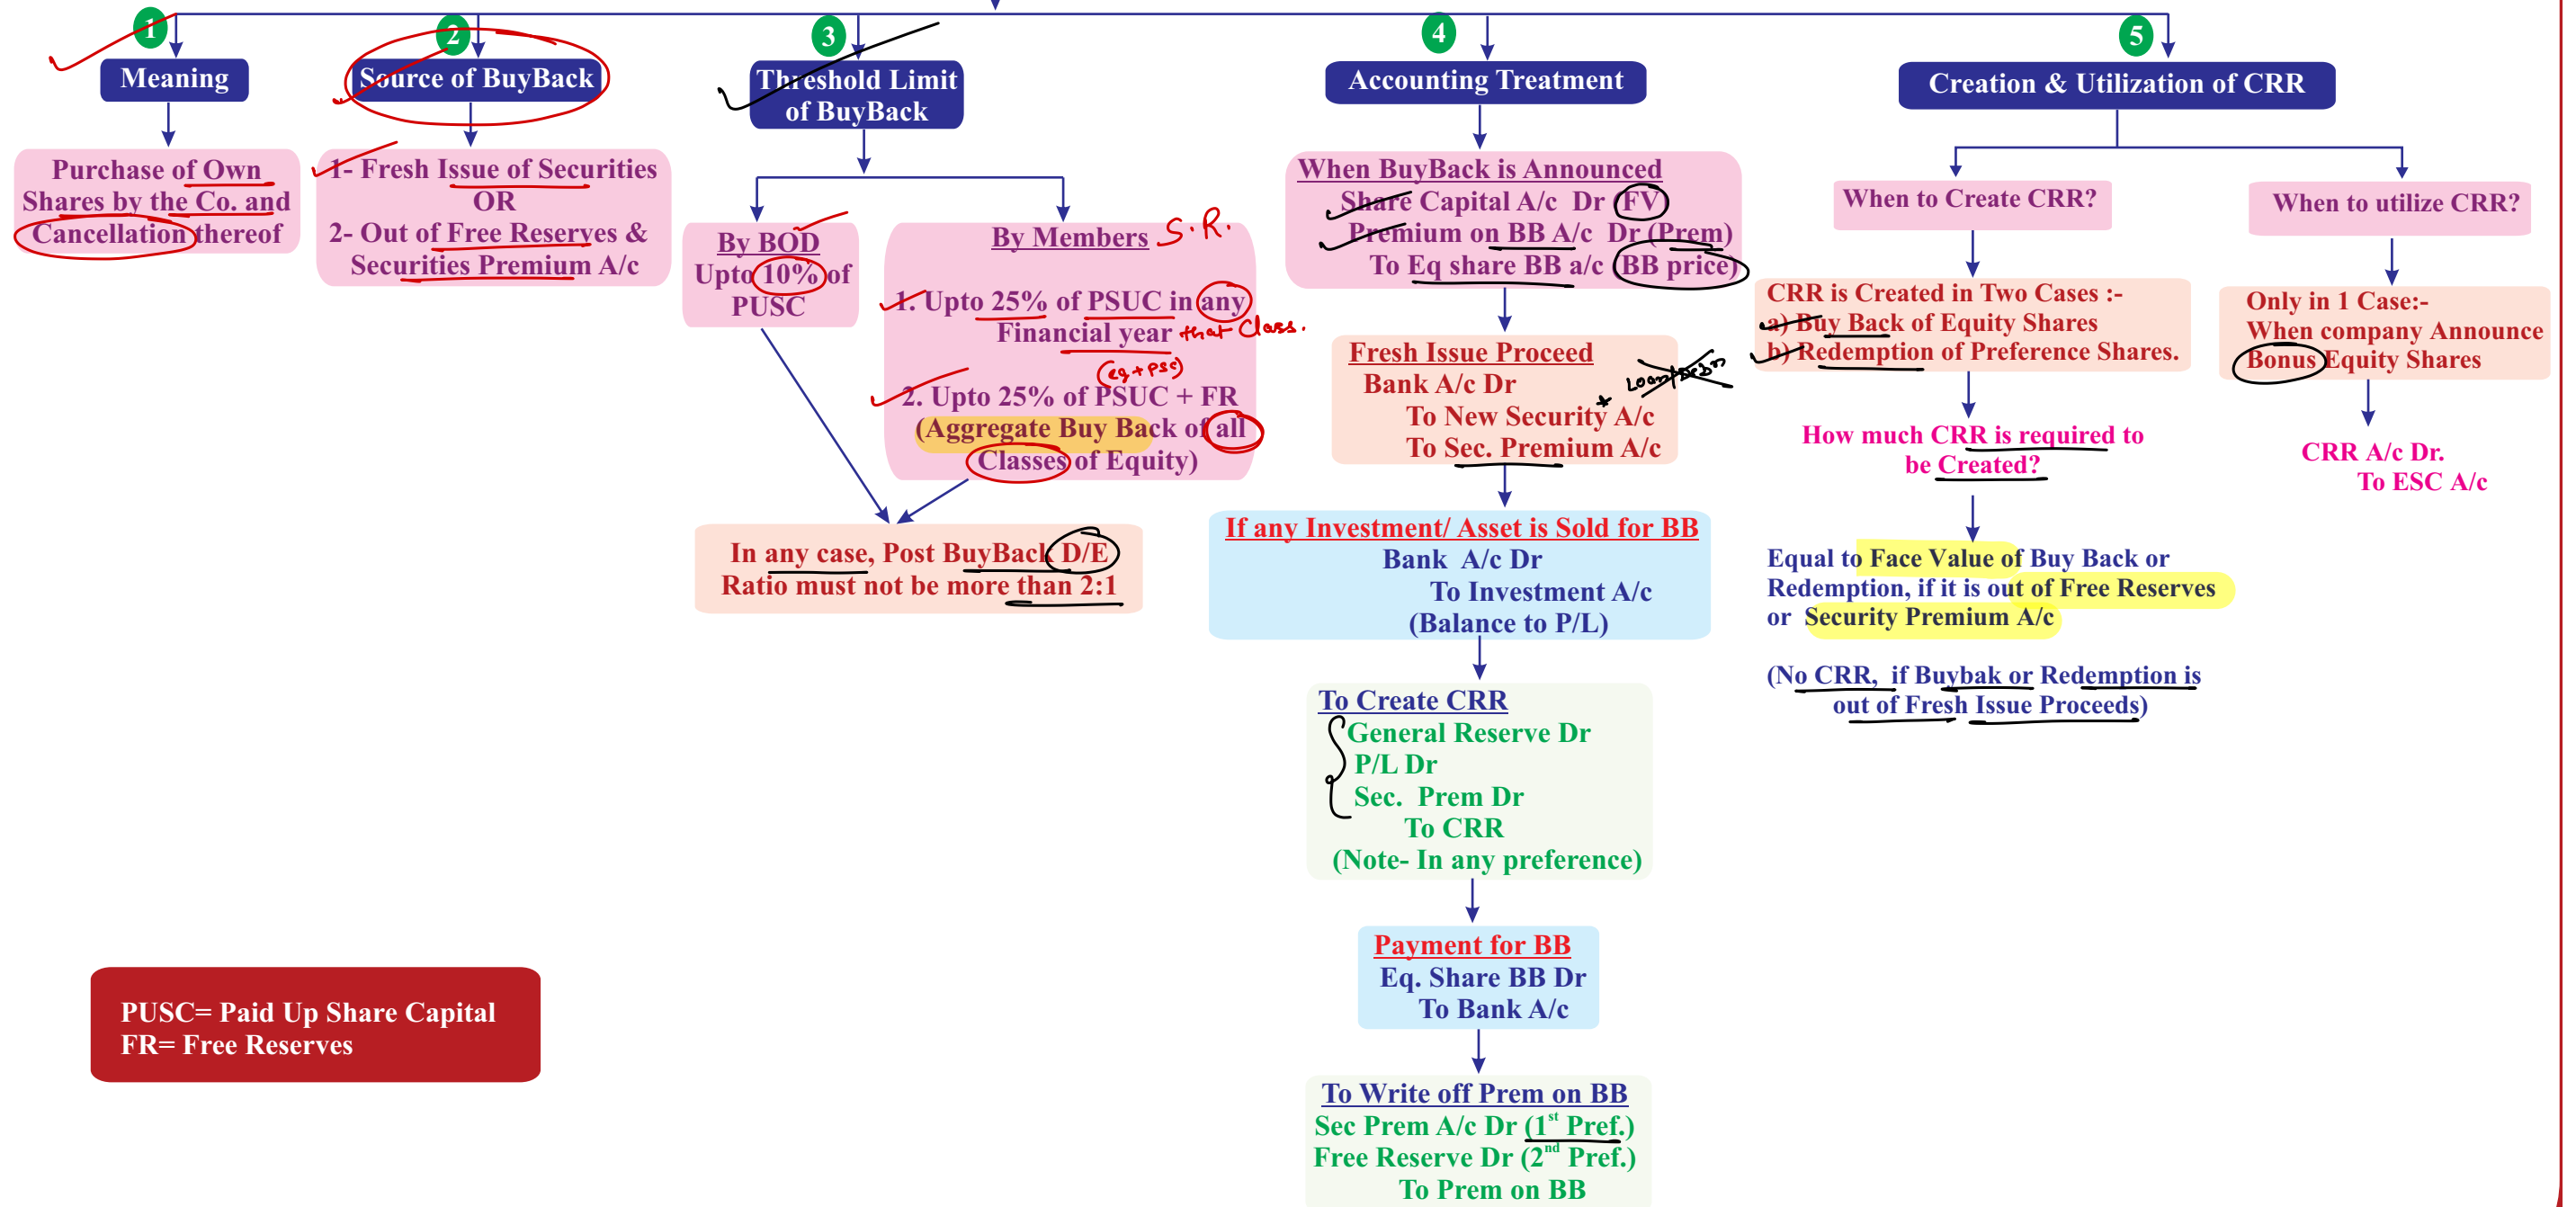 1
Meaning
Purchase of Own
Shares by the Co. and
Cancellation thereof
2
Source of BuyBack
1- Fresh Issue of Securities
OR
2- Out of Free Reserves &
Securities Premium A/c
3
Threshold Limit
of BuyBack
By BOD
Upto 10% of
PUSC
By Members S.R.
1. Upto 25% of PSUC in any
Financial year that Class.
(eq + psc)
2. Upto 25% of PSUC + FR
(Aggregate Buy Back of all
Classes of Equity)
In any case, Post BuyBack D/E
Ratio must not be more than 2:1
4
Accounting Treatment
When BuyBack is Announced
Share Capital A/c Dr (FV)
Premium on BB A/c Dr (Prem)
To Eq share BB a/c (BB price)
Fresh Issue Proceed
Bank A/c Dr
Loan/Debn
To New Security A/c
To Sec. Premium A/c
If any Investment/ Asset is Sold for BB
Bank A/c Dr
To Investment A/c
(Balance to P/L)
To Create CRR
General Reserve Dr
P/L Dr
Sec. Prem Dr
To CRR
(Note- In any preference)
Payment for BB
Eq. Share BB Dr
To Bank A/c
To Write off Prem on BB
Sec Prem A/c Dr (1st Pref.)
Free Reserve Dr (2nd Pref.)
To Prem on BB
5
Creation & Utilization of CRR
When to Create CRR?
CRR is Created in Two Cases :-
a) Buy Back of Equity Shares
b) Redemption of Preference Shares.
How much CRR is required to
be Created?
Equal to Face Value of Buy Back or
Redemption, if it is out of Free Reserves
or Security Premium A/c
(No CRR, if Buybak or Redemption is
out of Fresh Issue Proceeds)
When to utilize CRR?
Only in 1 Case:-
When company Announce
Bonus Equity Shares
CRR A/c Dr.
To ESC A/c
PUSC= Paid Up Share Capital
FR= Free Reserves